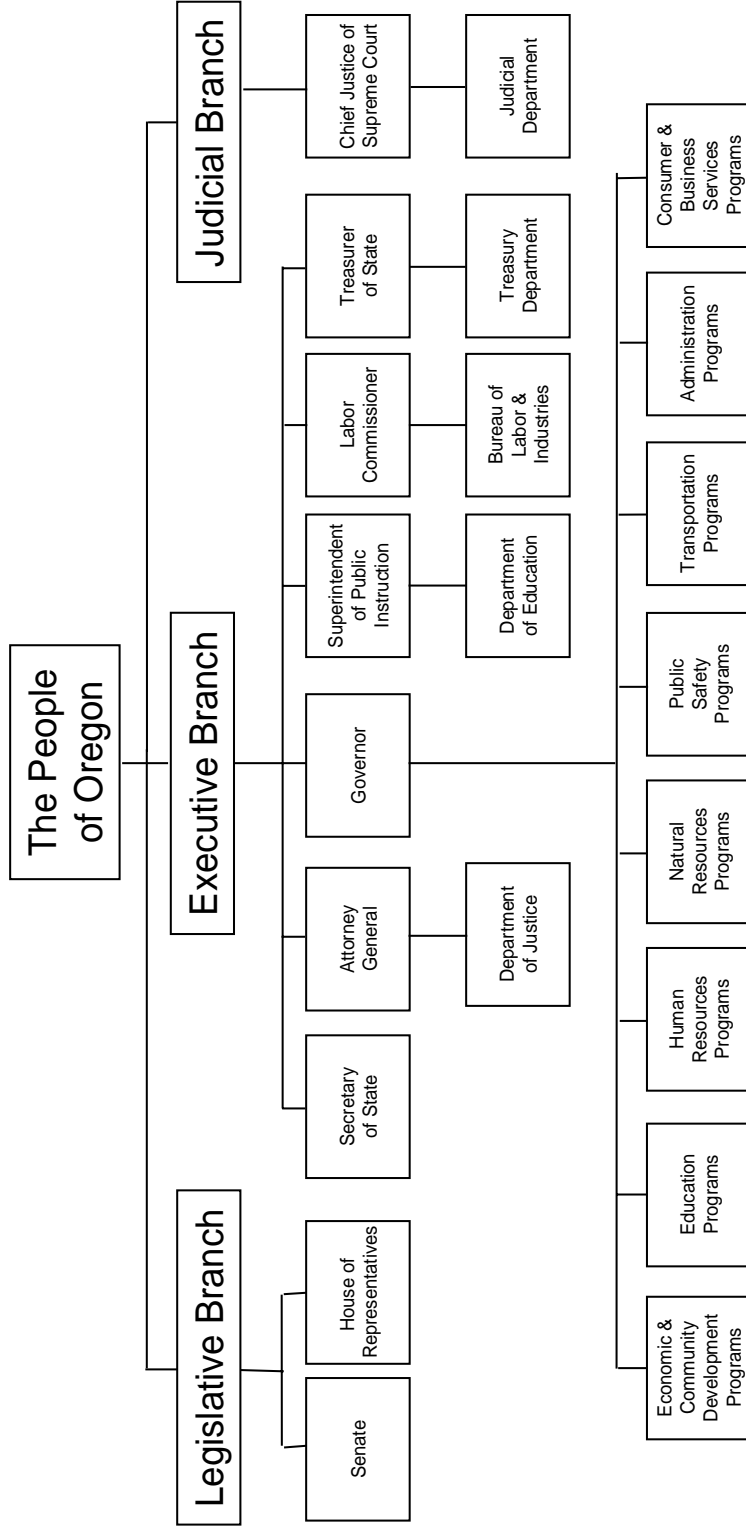 The People
of Oregon
Legislative Branch
Executive Branch
Judicial Branch
Senate
House of
Representatives
Secretary
of State
Attorney
General
Governor
Superintendent
of Public
Instruction
Labor
Commissioner
Treasurer
of State
Chief Justice of
Supreme Court
Department
of Justice
Department
of Education
Bureau of
Labor &
Industries
Treasury
Department
Judicial
Department
Economic &
Community
Development
Programs
Education
Programs
Human
Resources
Programs
Natural
Resources
Programs
Public
Safety
Programs
Transportation
Programs
Administration
Programs
Consumer &
Business
Services
Programs